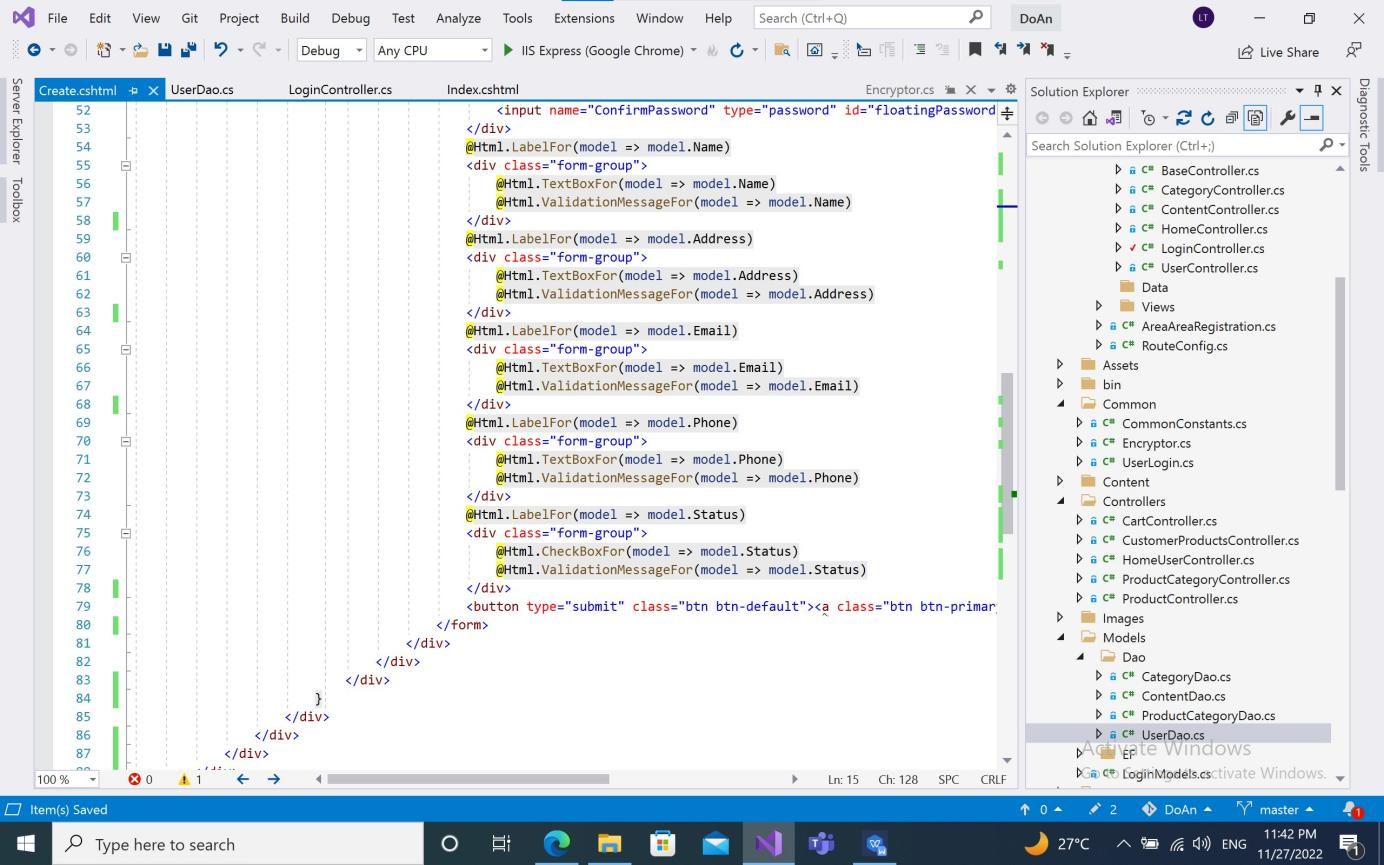 File Edit View Git Project Build Debug Test Analyze Tools Extensions Window Help Search (Ctrl+Q) DoAn LT
Debug Any CPU IIS Express (Google Chrome) Live Share
Server Explorer
Toolbox
Create.cshtml UserDao.cs LoginController.cs Index.cshtml Encryptor.cs
52 <input name="ConfirmPassword" type="password" id="floatingPassword
53 </div>
54 @Html.LabelFor(model => model.Name)
55 <div class="form-group">
56 @Html.TextBoxFor(model => model.Name)
57 @Html.ValidationMessageFor(model => model.Name)
58 </div>
59 @Html.LabelFor(model => model.Address)
60 <div class="form-group">
61 @Html.TextBoxFor(model => model.Address)
62 @Html.ValidationMessageFor(model => model.Address)
63 </div>
64 @Html.LabelFor(model => model.Email)
65 <div class="form-group">
66 @Html.TextBoxFor(model => model.Email)
67 @Html.ValidationMessageFor(model => model.Email)
68 </div>
69 @Html.LabelFor(model => model.Phone)
70 <div class="form-group">
71 @Html.TextBoxFor(model => model.Phone)
72 @Html.ValidationMessageFor(model => model.Phone)
73 </div>
74 @Html.LabelFor(model => model.Status)
75 <div class="form-group">
76 @Html.CheckBoxFor(model => model.Status)
77 @Html.ValidationMessageFor(model => model.Status)
78 </div>
79 <button type="submit" class="btn btn-default"><a class="btn btn-primar
80 </form>
81 </div>
82 </div>
83 </div>
84 }
85 </div>
86 </div>
87 </div>
100 % 0 1 Ln: 15 Ch: 128 SPC CRLF
Solution Explorer
Search Solution Explorer (Ctrl+;)
C# BaseController.cs
C# CategoryController.cs
C# ContentController.cs
C# HomeController.cs
C# LoginController.cs
C# UserController.cs
Data
Views
C# AreaAreaRegistration.cs
C# RouteConfig.cs
Assets
bin
Common
C# CommonConstants.cs
C# Encryptor.cs
C# UserLogin.cs
Content
Controllers
C# CartController.cs
C# CustomerProductsController.cs
C# HomeUserController.cs
C# ProductCategoryController.cs
C# ProductController.cs
Images
Models
Dao
C# CategoryDao.cs
C# ContentDao.cs
C# ProductCategoryDao.cs
C# UserDao.cs
EF
C# LoginModels.cs
Activate Windows
Go to Settings to activate Windows.
Diagnostic Tools
Item(s) Saved 0 2 DoAn master 1
Type here to search 27°C ENG 11:42 PM
11/27/2022 1